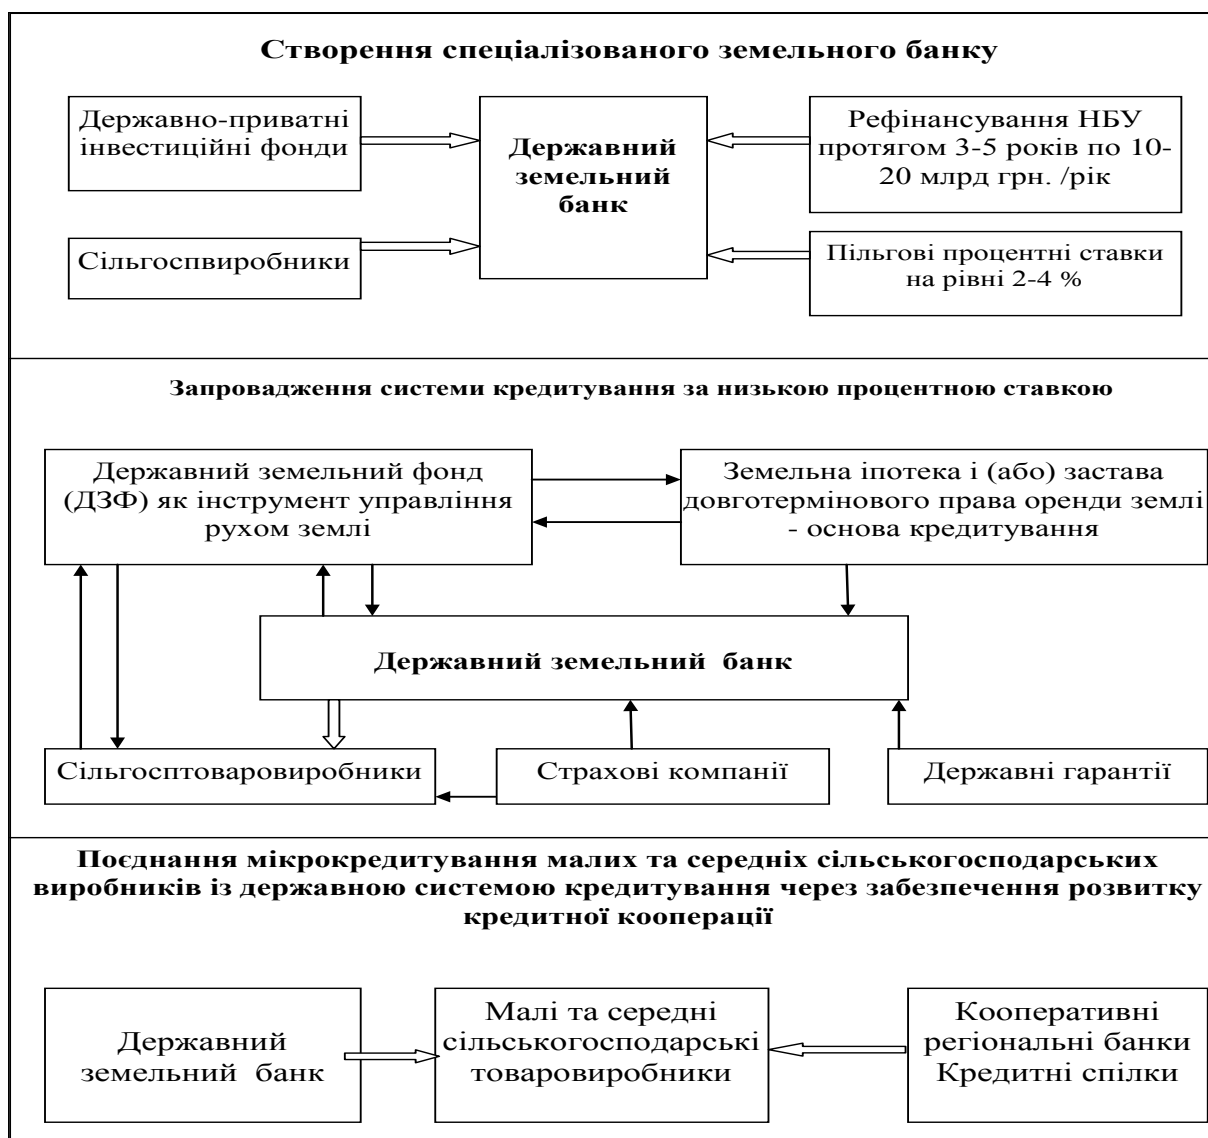 Створення спеціалізованого земельного банку
Державно-приватні
інвестиційні фонди
Державний
земельний
банк
Рефінансування НБУ
протягом 3-5 років по 10-
20 млрд грн. /рік
Сільгоспвиробники
Пільгові процентні ставки
на рівні 2-4 %
Запровадження системи кредитування за низькою процентною ставкою
Державний земельний фонд
(ДЗФ) як інструмент управління
рухом землі
Земельна іпотека і (або) застава
довготермінового права оренди землі
- основа кредитування
Державний земельний банк
Сільгосптоваровиробники
Страхові компанії
Державні гарантії
Поєднання мікрокредитування малих та середніх сільськогосподарських
виробників із державною системою кредитування через забезпечення розвитку
кредитної кооперації
Державний
земельний банк
Малі та середні
сільськогосподарські
товаровиробники
Кооперативні
регіональні банки
Кредитні спілки